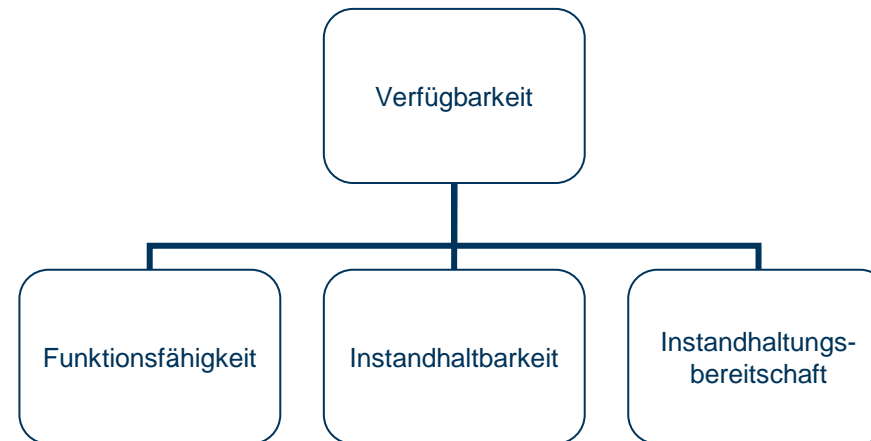 Verfügbarkeit
Funktionsfähigkeit
Instandhaltbarkeit
Instandhaltungs-
bereitschaft